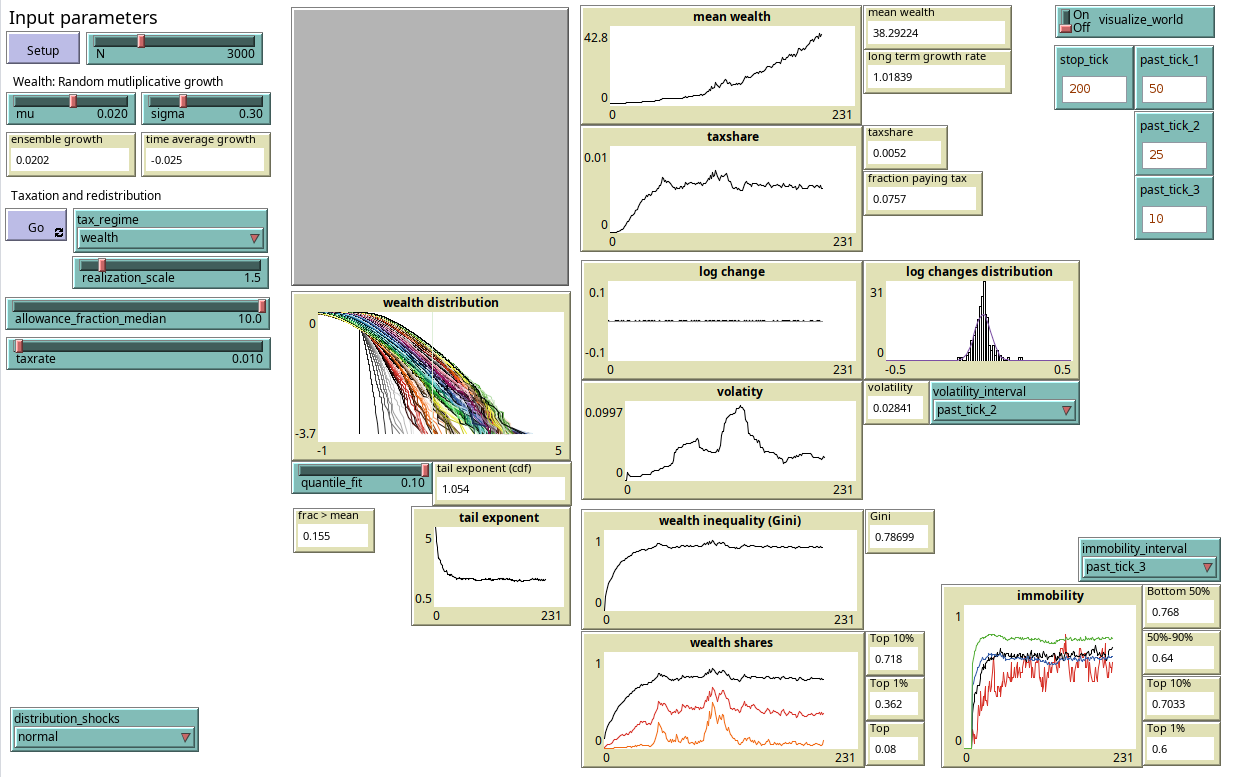 Input parameters
Setup
N 3000
Wealth: Random mutliplicative growth
mu 0.020
sigma 0.30
ensemble growth
0.0202
time average growth
-0.025
Taxation and redistribution
Go
tax_regime
wealth
realization_scale 1.5
allowance_fraction_median 10.0
taxrate 0.010
distribution_shocks
normal
wealth distribution
0
-3.7
-1 5
quantile_fit 0.10
tail exponent (cdf)
1.054
frac > mean
0.155
tail exponent
5
0.5
0 231
mean wealth
42.8
0
0 231
mean wealth
38.29224
long term growth rate
1.01839
taxshare
0.01
0
0 231
taxshare
0.0052
fraction paying tax
0.0757
log change
0.1
-0.1
0 231
log changes distribution
31
0
-0.5 0.5
volatity
0.0997
0
0 231
volatility
0.02841
volatility_interval
past_tick_2
wealth inequality (Gini)
1
0
0 231
Gini
0.78699
wealth shares
1
0
0 231
Top 10%
0.718
Top 1%
0.362
Top
0.08
On
Off
visualize_world
stop_tick
200
past_tick_1
50
past_tick_2
25
past_tick_3
10
immobility_interval
past_tick_3
immobility
1
0
0 231
Bottom 50%
0.768
50%-90%
0.64
Top 10%
0.7033
Top 1%
0.6